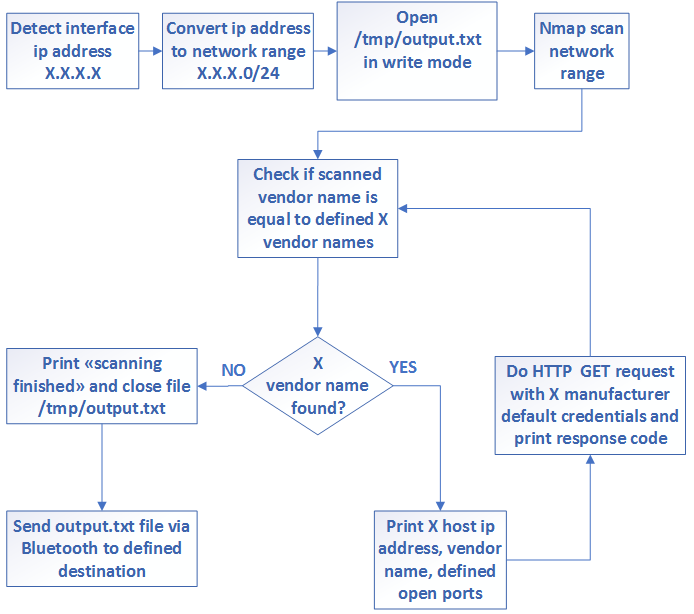 Detect interface
ip address
X.X.X.X
Convert ip address
to network range
X.X.X.0/24
Open
/tmp/output.txt
in write mode
Nmap scan
network
range
Check if scanned
vendor name is
equal to defined X
vendor names
X
vendor name
found?
NO
YES
Print «scanning
finished» and close file
/tmp/output.txt
Send output.txt file via
Bluetooth to defined
destination
Print X host ip
address, vendor
name, defined
open ports
Do HTTP GET request
with X manufacturer
default credentials and
print response code